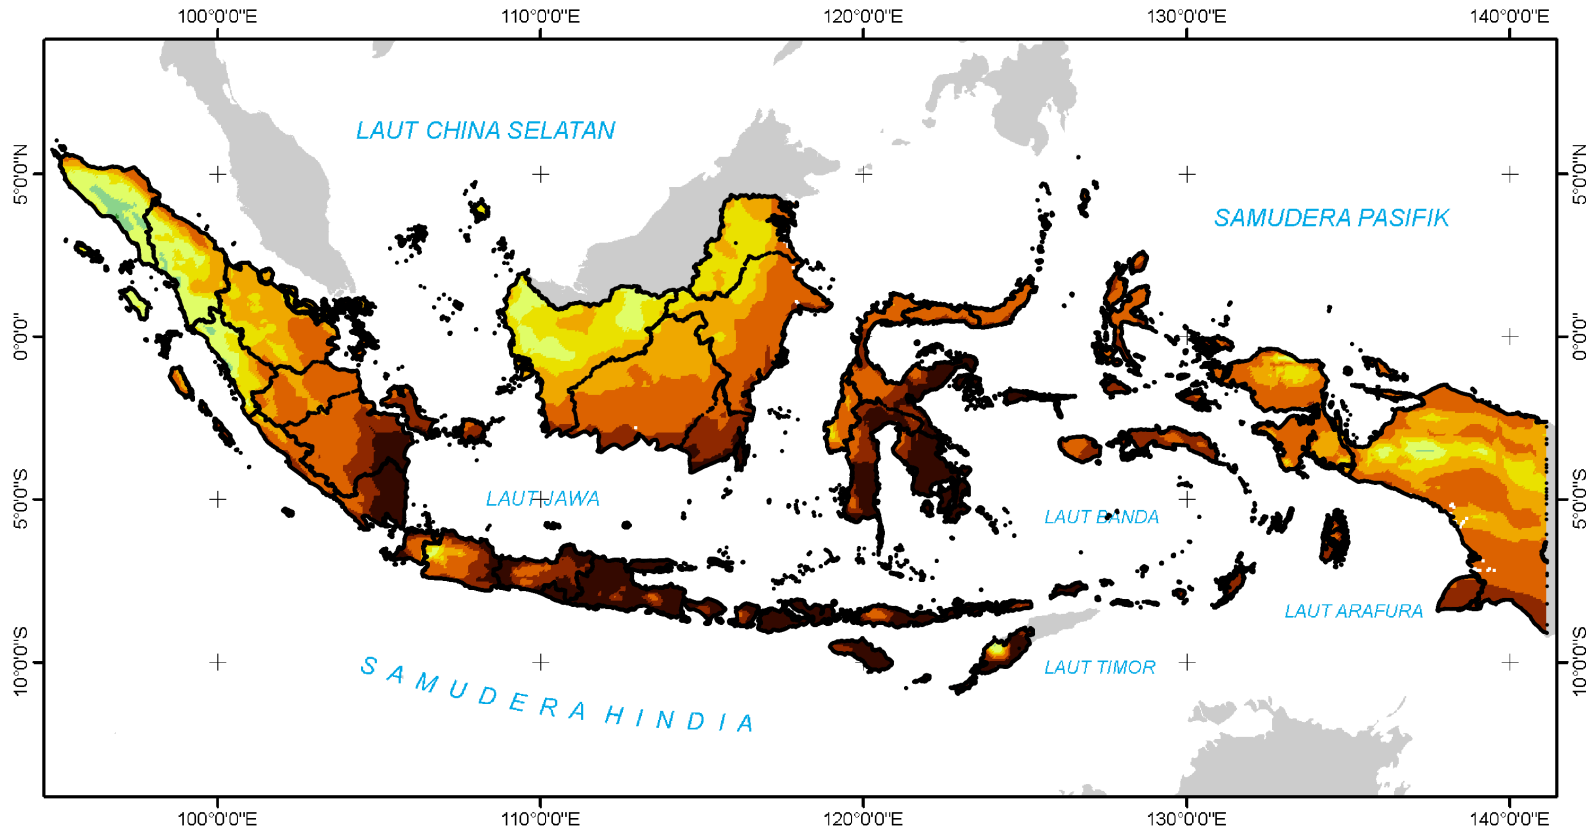 100°0'0"E 110°0'0"E 120°0'0"E 130°0'0"E 140°0'0"E
LAUT CHINA SELATAN
5°0'0"N 5°0'0"N
SAMUDERA PASIFIK
0°0'0" 0°0'0"
5°0'0"S 5°0'0"S
LAUT JAWA
LAUT BANDA
LAUT ARAFURA
10°0'0"S 10°0'0"S
LAUT TIMOR
SAMUDERA HINDIA
100°0'0"E 110°0'0"E 120°0'0"E 130°0'0"E 140°0'0"E